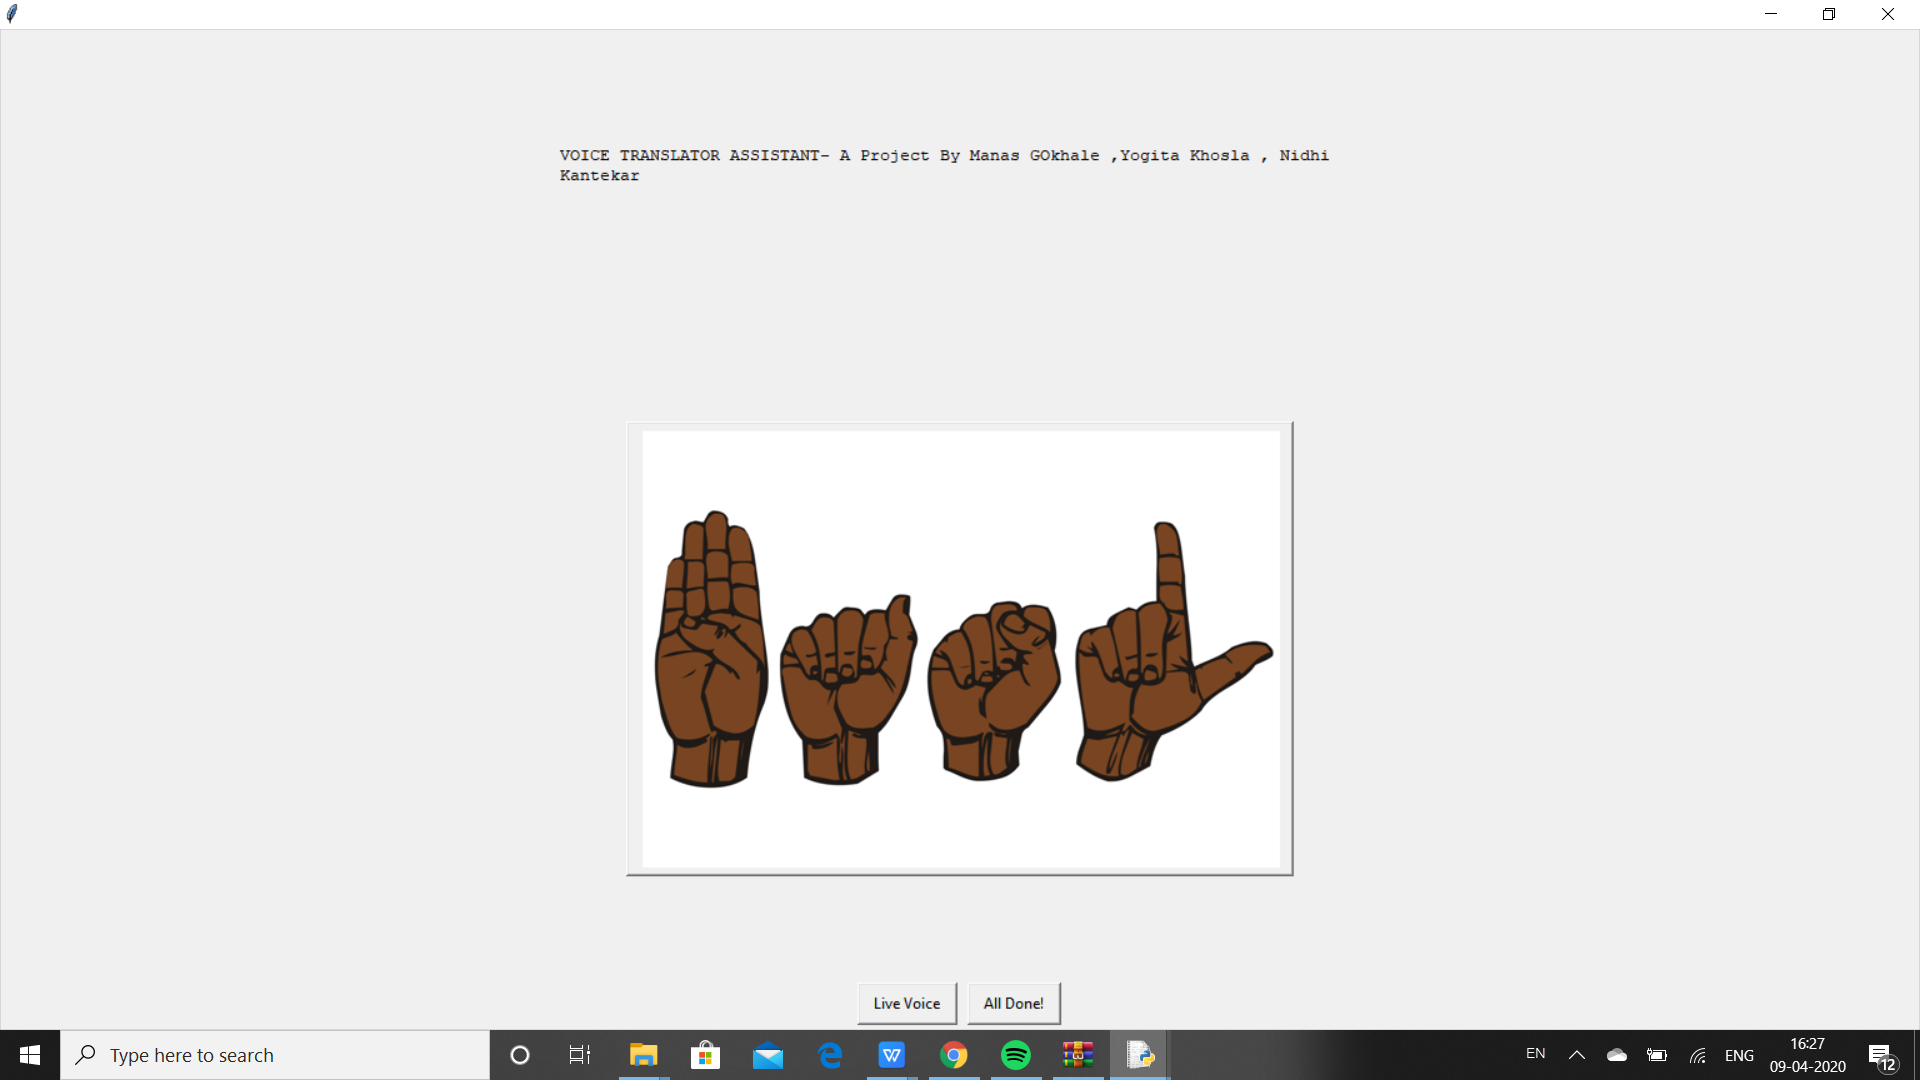 VOICE TRANSLATOR ASSISTANT- A Project By Manas GOkhale ,Yogita Khosla , Nidhi
Kantekar
Live Voice
All Done!
Type here to search
EN
ENG
16:27
09-04-2020
12